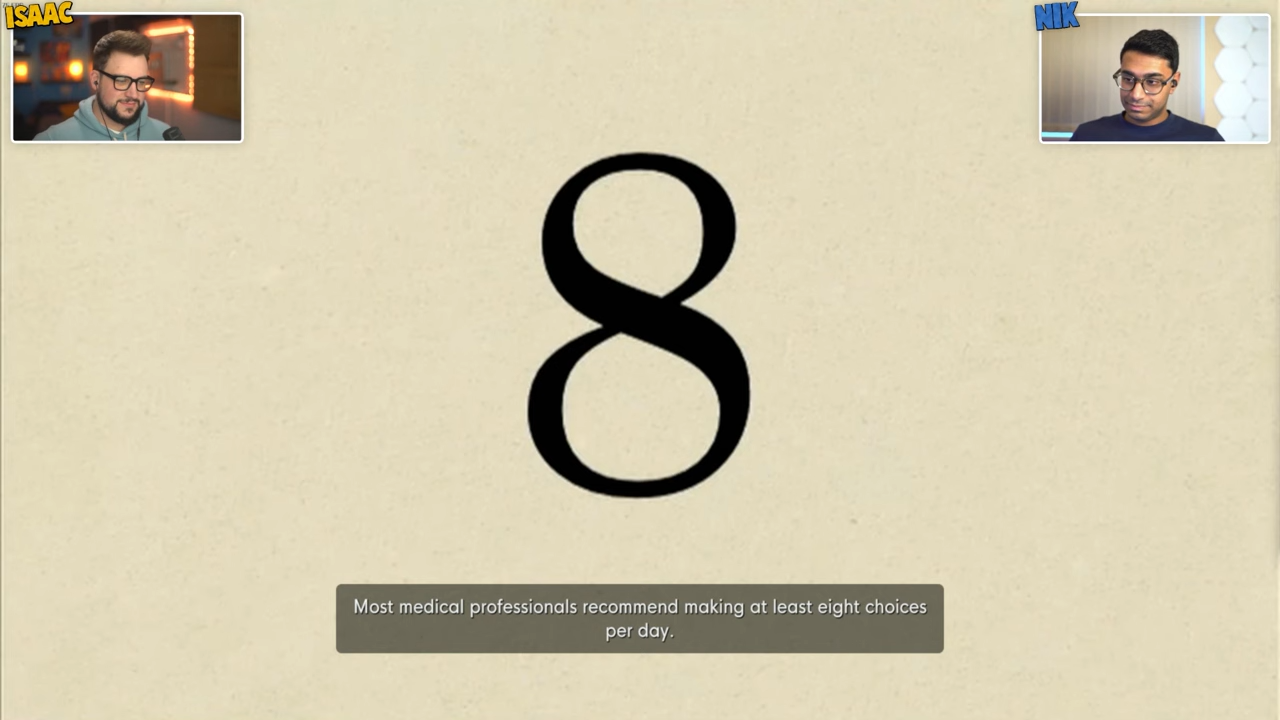 ISAAC
NIK
8
Most medical professionals recommend making at least eight choices
per day.